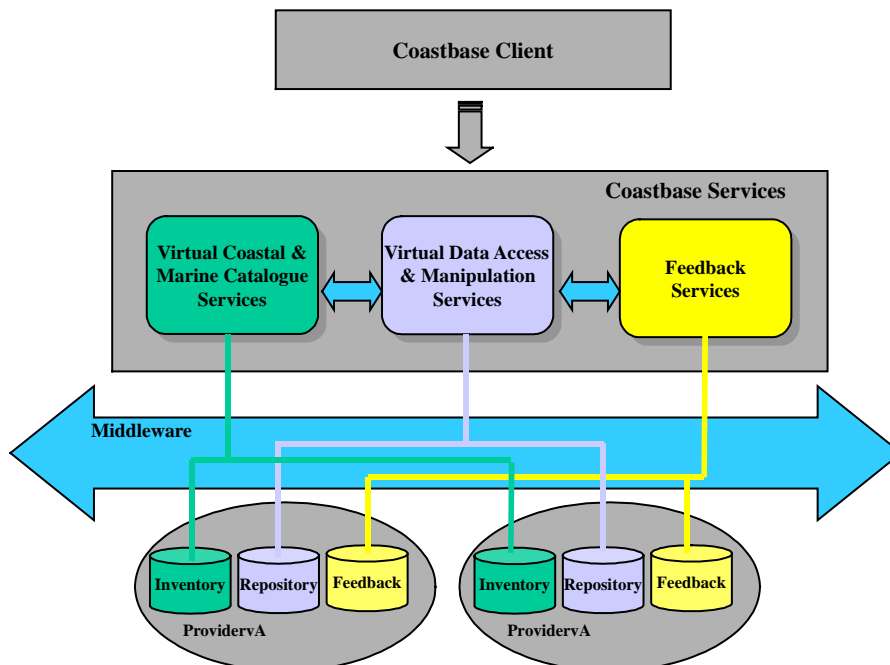 Coastbase Client
Coastbase Services
Virtual Coastal &
Marine Catalogue
Services
Virtual Data Access
& Manipulation
Services
Feedback
Services
Middleware
Inventory
Repository
Feedback
ProvidervA
Inventory
Repository
Feedback
ProvidervA